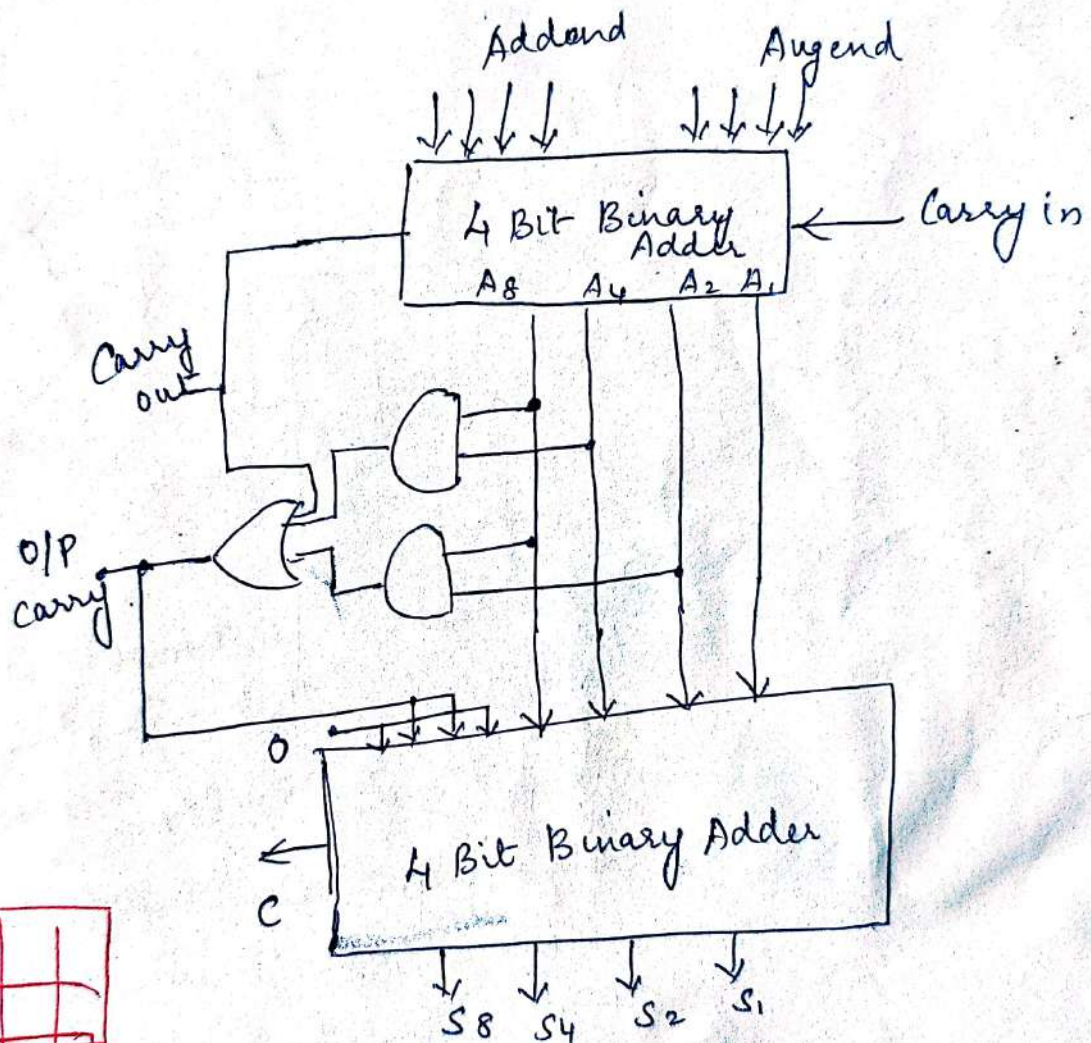 Addend Augend
4 Bit Binary
Adder
Carry in
A8 A4 A2 A1
Carry
out
O/P
carry
0
4 Bit Binary Adder
C
S8 S4 S2 S1